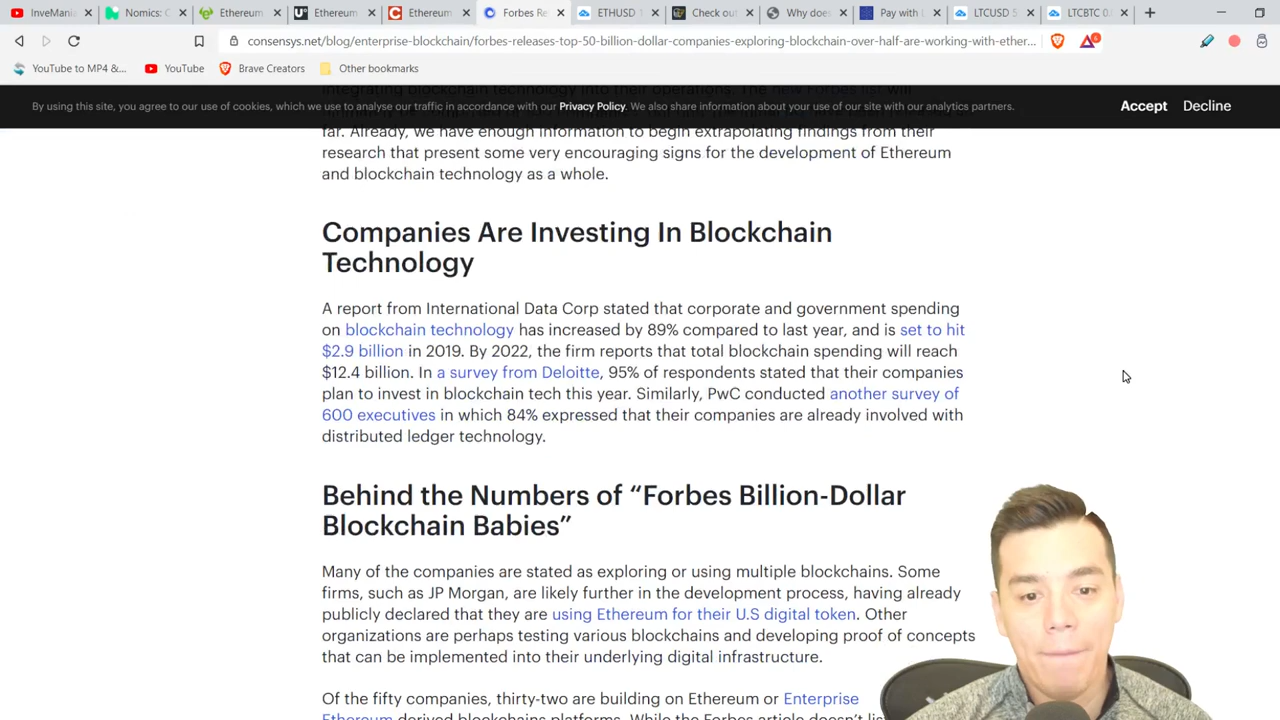 InveMania
Nomics: C
Ethereum
Ethereum
Ethereum
Forbes Re
ETHUSD 1
Check out
Why does
Pay with L
LTCUSD 5
LTCBTC 0.
consensys.net/blog/enterprise-blockchain/forbes-releases-top-50-billion-dollar-companies-exploring-blockchain-over-half-are-working-with-ether...
YouTube to MP4 &...
YouTube
Brave Creators
Other bookmarks
integrating blockchain technology into their operations. The new Forbes list will
By using this site, you agree to our use of cookies, which we use to analyse our traffic in accordance with our Privacy Policy. We also share information about your use of our site with our analytics partners.
Accept
Decline
far. Already, we have enough information to begin extrapolating findings from their
research that present some very encouraging signs for the development of Ethereum
and blockchain technology as a whole.
Companies Are Investing In Blockchain
Technology
A report from International Data Corp stated that corporate and government spending
on blockchain technology has increased by 89% compared to last year, and is set to hit
$2.9 billion in 2019. By 2022, the firm reports that total blockchain spending will reach
$12.4 billion. In a survey from Deloitte, 95% of respondents stated that their companies
plan to invest in blockchain tech this year. Similarly, PwC conducted another survey of
600 executives in which 84% expressed that their companies are already involved with
distributed ledger technology.
Behind the Numbers of “Forbes Billion-Dollar
Blockchain Babies”
Many of the companies are stated as exploring or using multiple blockchains. Some
firms, such as JP Morgan, are likely further in the development process, having already
publicly declared that they are using Ethereum for their U.S digital token. Other
organizations are perhaps testing various blockchains and developing proof of concepts
that can be implemented into their underlying digital infrastructure.
Of the fifty companies, thirty-two are building on Ethereum or Enterprise
Ethereum derived blockchains platforms. While the Forbes article doesn't